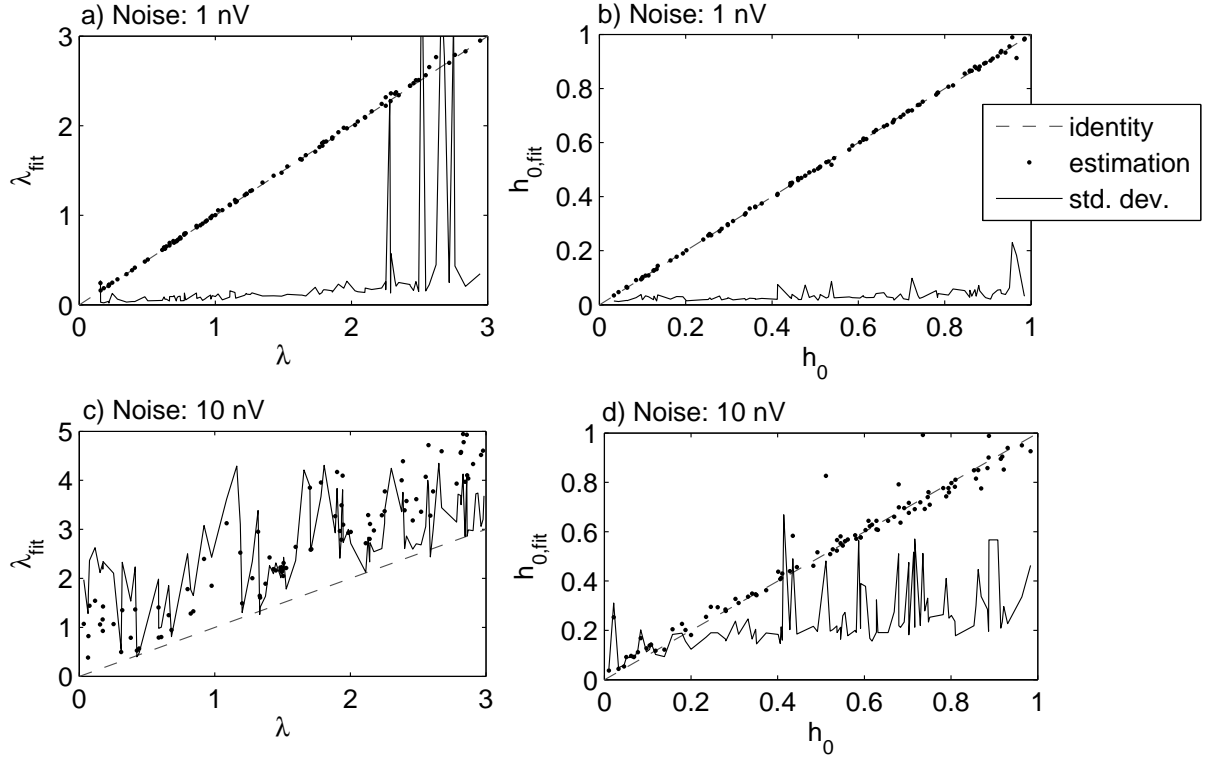 a) Noise: 1 nV
3
2
1
0
λfit
0 1 2 3
λ
b) Noise: 1 nV
1
0.8
0.6
0.4
0.2
0
h0,fit
0 0.2 0.4 0.6 0.8 1
h0
identity
estimation
std. dev.
c) Noise: 10 nV
5
4
3
2
1
0
λfit
0 1 2 3
λ
d) Noise: 10 nV
1
0.8
0.6
0.4
0.2
0
h0,fit
0 0.2 0.4 0.6 0.8 1
h0